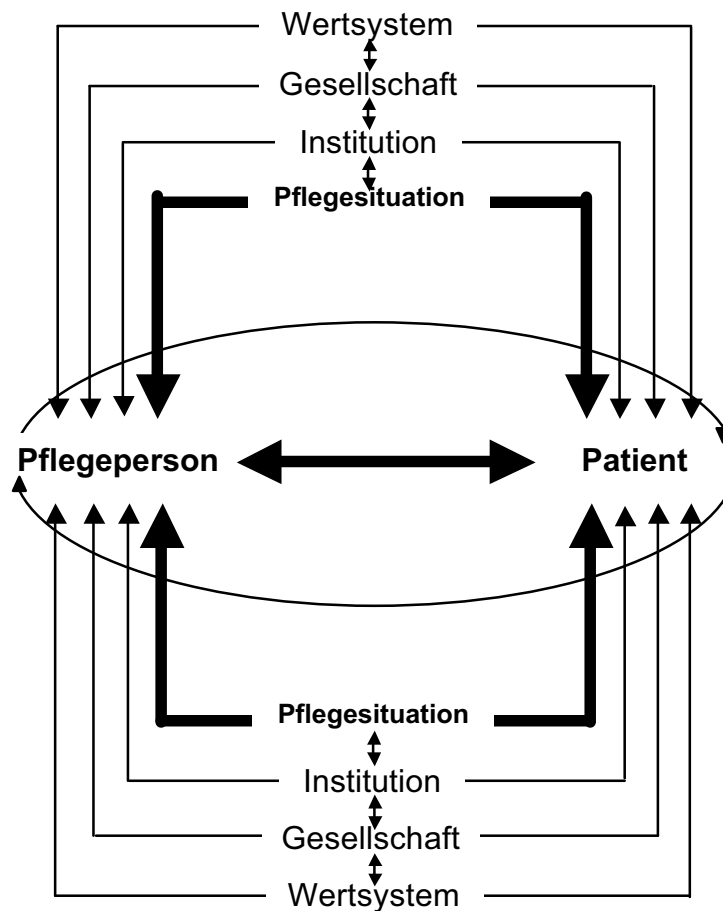 Wertsystem
Gesellschaft
Institution
Pflegesituation
Pflegeperson
Patient
Pflegesituation
Institution
Gesellschaft
Wertsystem